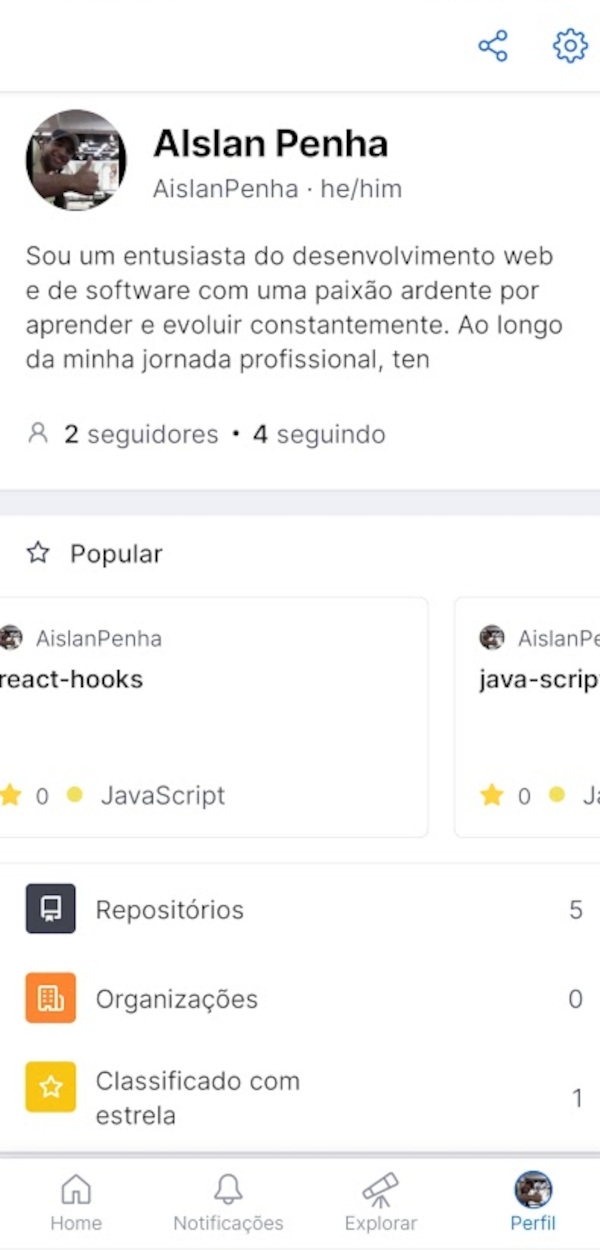 AIslan Penha
AislanPenha · he/him
Sou um entusiasta do desenvolvimento web
e de software com uma paixão ardente por
aprender e evoluir constantemente. Ao longo
da minha jornada profissional, ten
2 seguidores • 4 seguindo
Popular
AislanPenha
react-hooks
0 JavaScript
AislanPe
java-scrip
0 Ja
Repositórios 5
Organizações 0
Classificado com
estrela
1
Home Notificações Explorar Perfil